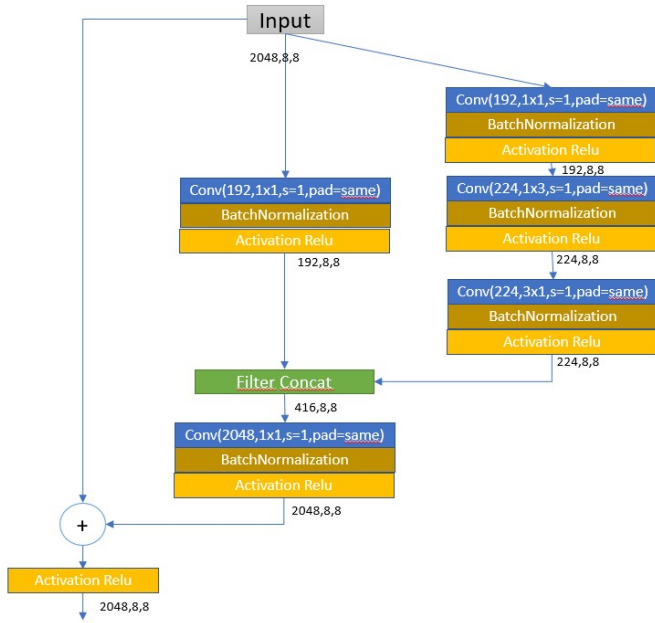 Input
2048,8,8
Conv(192,1x1,s=1,pad=same)
BatchNormalization
Activation Relu
192,8,8
Conv(224,1x3,s=1,pad=same)
BatchNormalization
Activation Relu
224,8,8
Conv(224,3x1,s=1,pad=same)
BatchNormalization
Activation Relu
224,8,8
Conv(192,1x1,s=1,pad=same)
BatchNormalization
Activation Relu
192,8,8
Filter Concat
416,8,8
Conv(2048,1x1,s=1,pad=same)
BatchNormalization
Activation Relu
2048,8,8
+
Activation Relu
2048,8,8